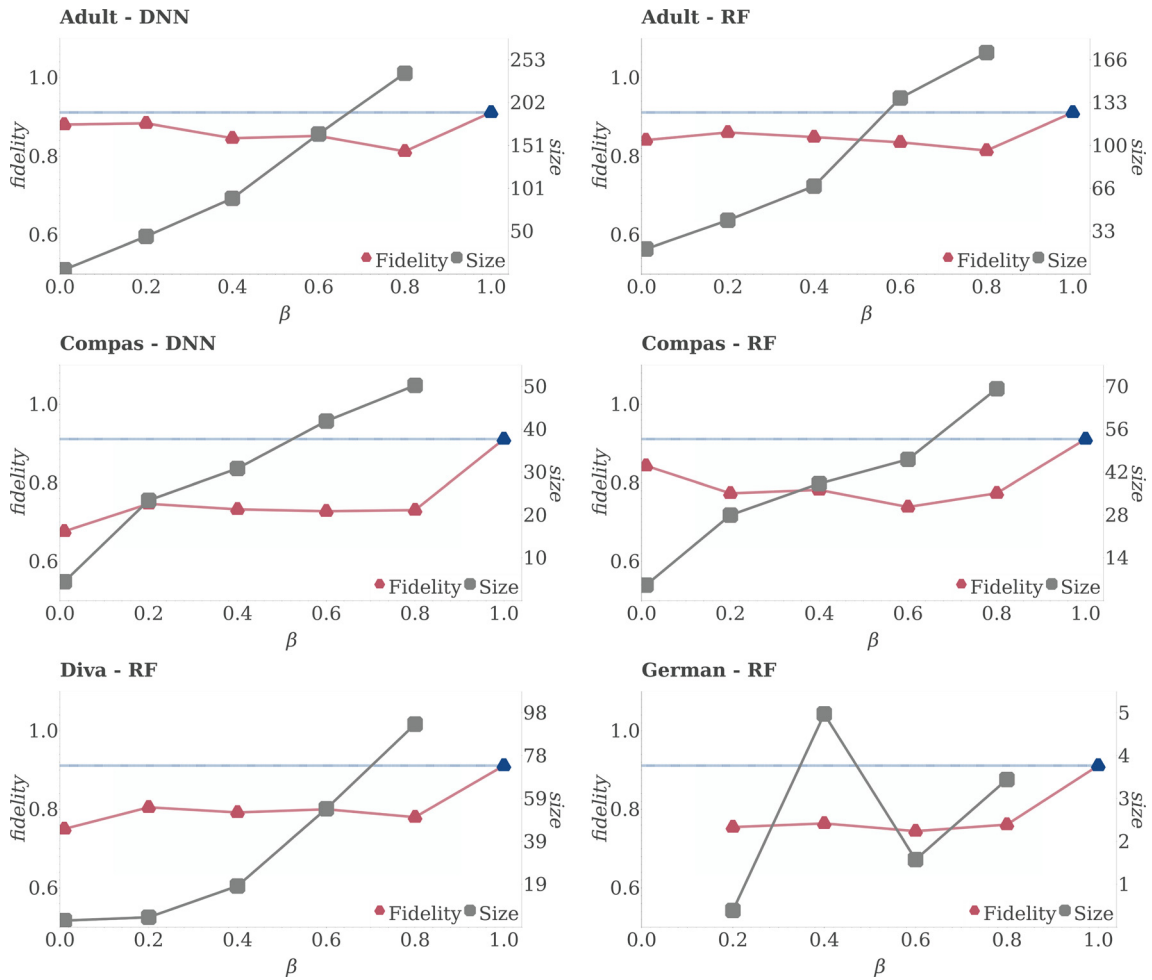 Adult - DNN
1.0
0.8
0.6
fidelity
253
202
151
101
50
size
Fidelity Size
0.0 0.2 0.4 0.6 0.8 1.0
β
Adult - RF
1.0
0.8
0.6
fidelity
166
133
100
66
33
size
Fidelity Size
0.0 0.2 0.4 0.6 0.8 1.0
β
Compas - DNN
1.0
0.8
0.6
fidelity
50
40
30
20
10
size
Fidelity Size
0.0 0.2 0.4 0.6 0.8 1.0
β
Compas - RF
1.0
0.8
0.6
fidelity
70
56
42
28
14
size
Fidelity Size
0.0 0.2 0.4 0.6 0.8 1.0
β
Diva - RF
1.0
0.8
0.6
fidelity
98
78
59
39
19
size
Fidelity Size
0.0 0.2 0.4 0.6 0.8 1.0
β
German - RF
1.0
0.8
0.6
fidelity
5
4
3
2
1
size
Fidelity Size
0.2 0.4 0.6 0.8 1.0
β